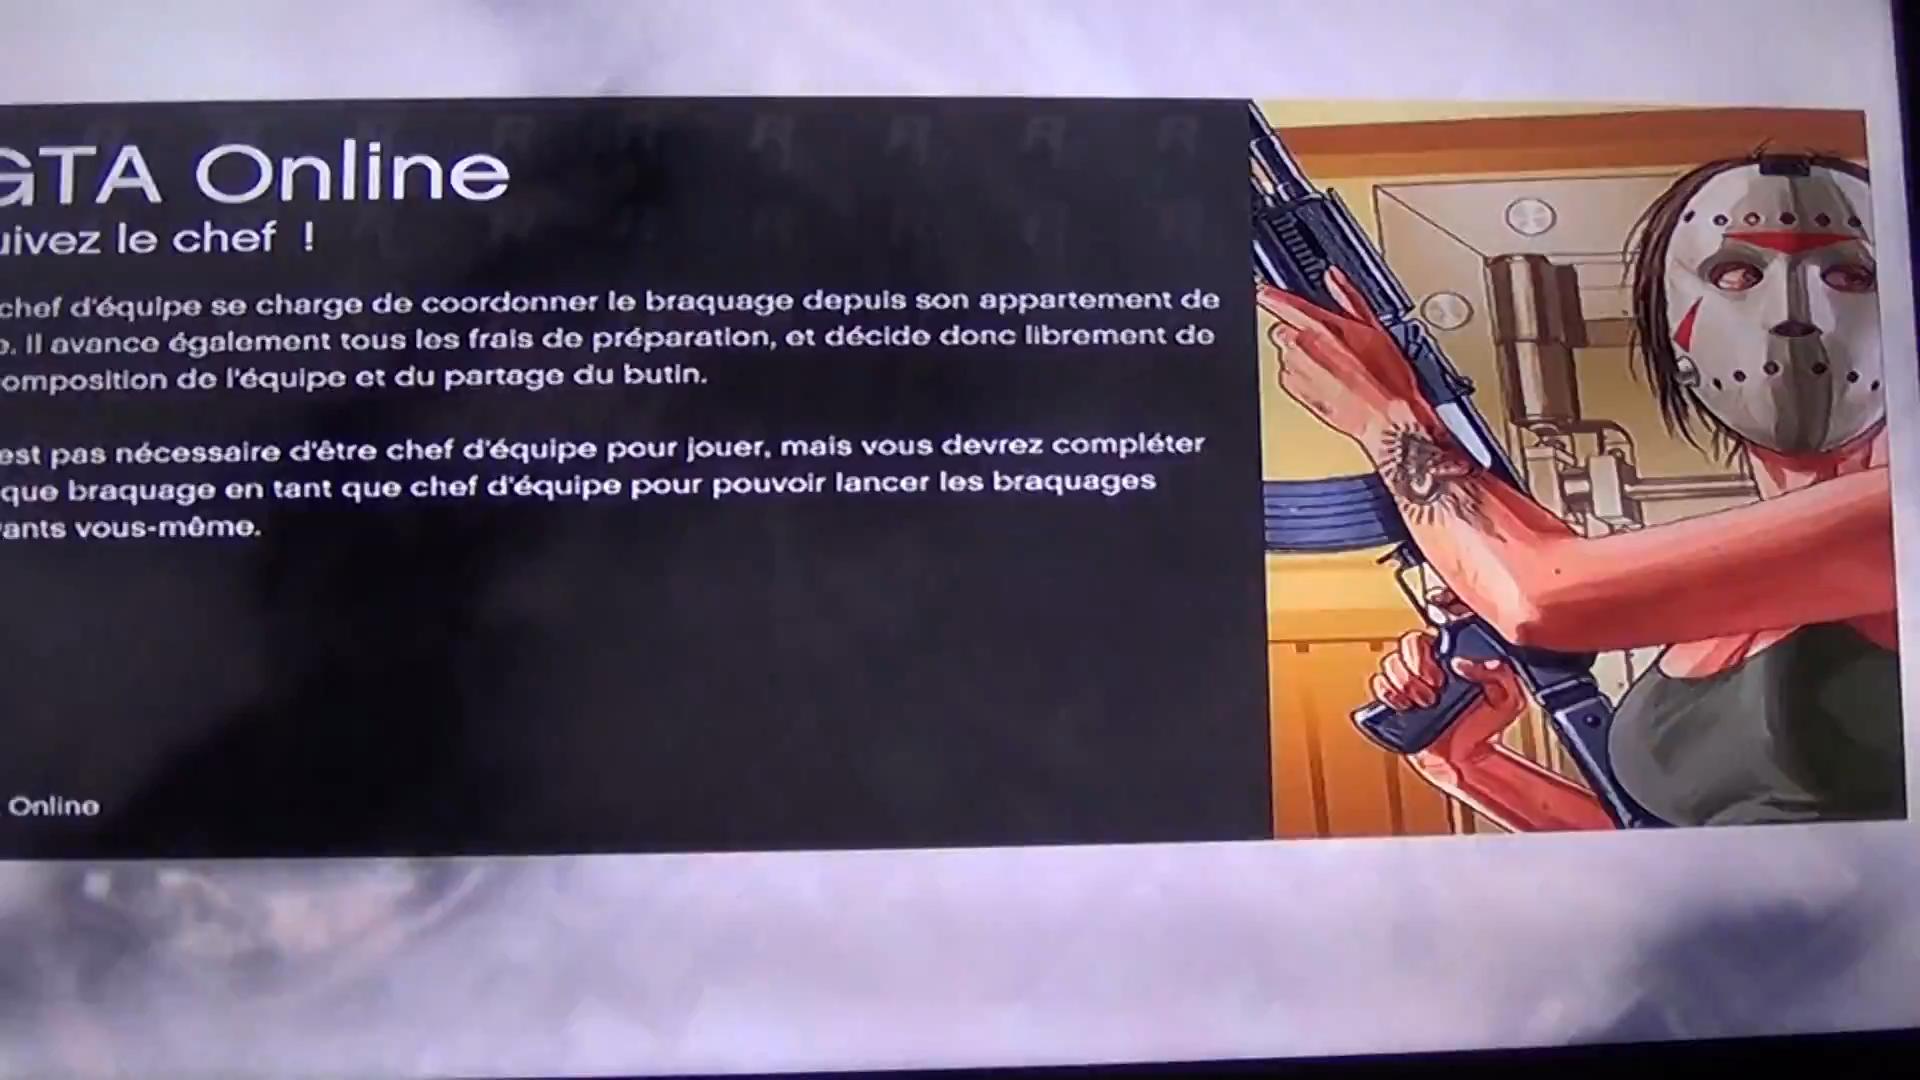 GTA Online
uivez le chef !
chef d'équipe se charge de coordonner le braquage depuis son appartement de
. Il avance également tous les frais de préparation, et décide donc librement de
omposition de l'équipe et du partage du butin.
est pas nécessaire d'être chef d'équipe pour jouer, mais vous devrez compléter
que braquage en tant que chef d'équipe pour pouvoir lancer les braquages
vants vous-même.
Online